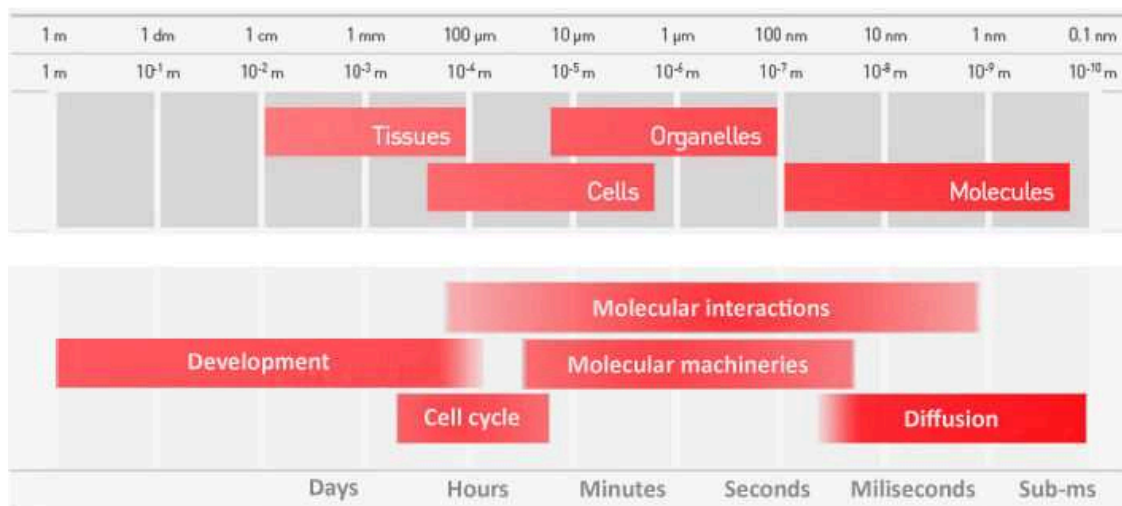 1 m 1 dm 1 cm 1 mm 100 µm 10 µm 1 µm 100 nm 10 nm 1 nm 0.1 nm
1 m 10⁻¹ m 10⁻² m 10⁻³ m 10⁻⁴ m 10⁻⁵ m 10⁻⁶ m 10⁻⁷ m 10⁻⁸ m 10⁻⁹ m 10⁻¹⁰ m
Tissues Organelles
Cells Molecules
Molecular interactions
Development Molecular machineries
Cell cycle Diffusion
Days Hours Minutes Seconds Miliseconds Sub-ms